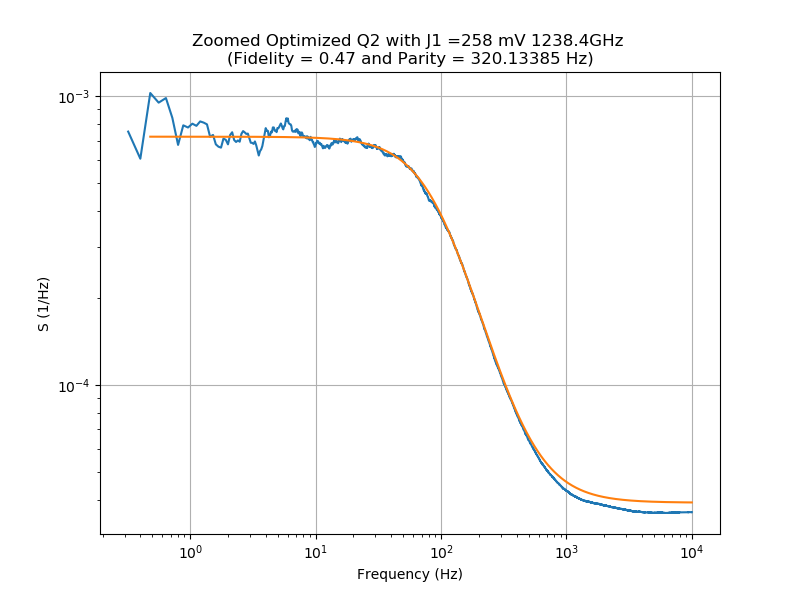 Zoomed Optimized Q2 with J1 =258 mV 1238.4GHz
(Fidelity = 0.47 and Parity = 320.13385 Hz)
10⁻³
10⁻⁴
S (1/Hz)
10⁰ 10¹ 10² 10³ 10⁴
Frequency (Hz)